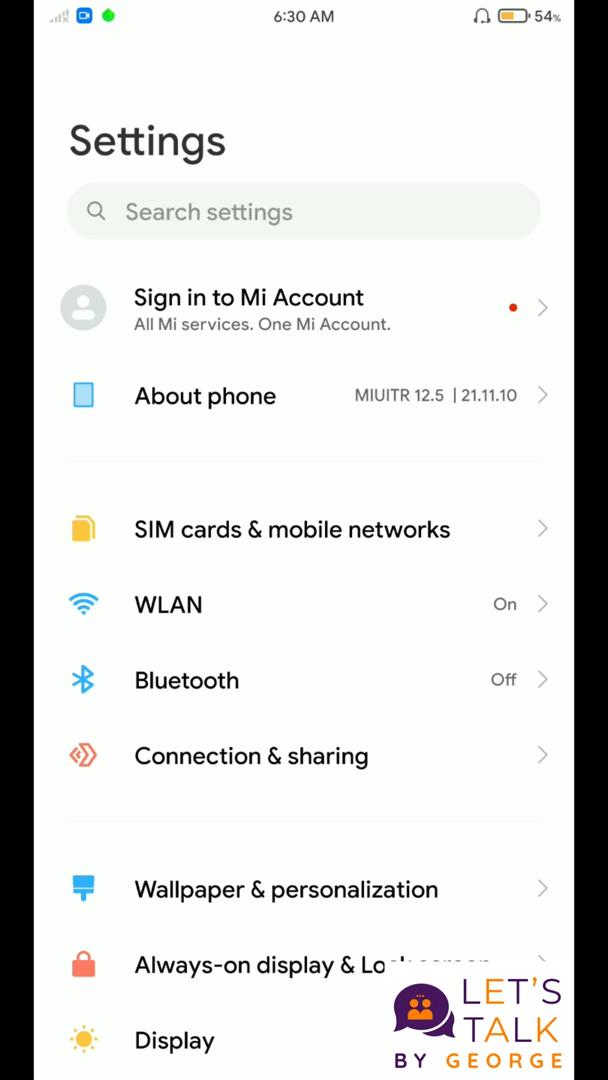 6:30 AM
54%
Settings
Search settings
Sign in to Mi Account
All Mi services. One Mi Account.
About phone
MIUITR 12.5 | 21.11.10
SIM cards & mobile networks
WLAN
On
Bluetooth
Off
Connection & sharing
Wallpaper & personalization
Always-on display &
Display
LET'S
TALK
BY GEORGE